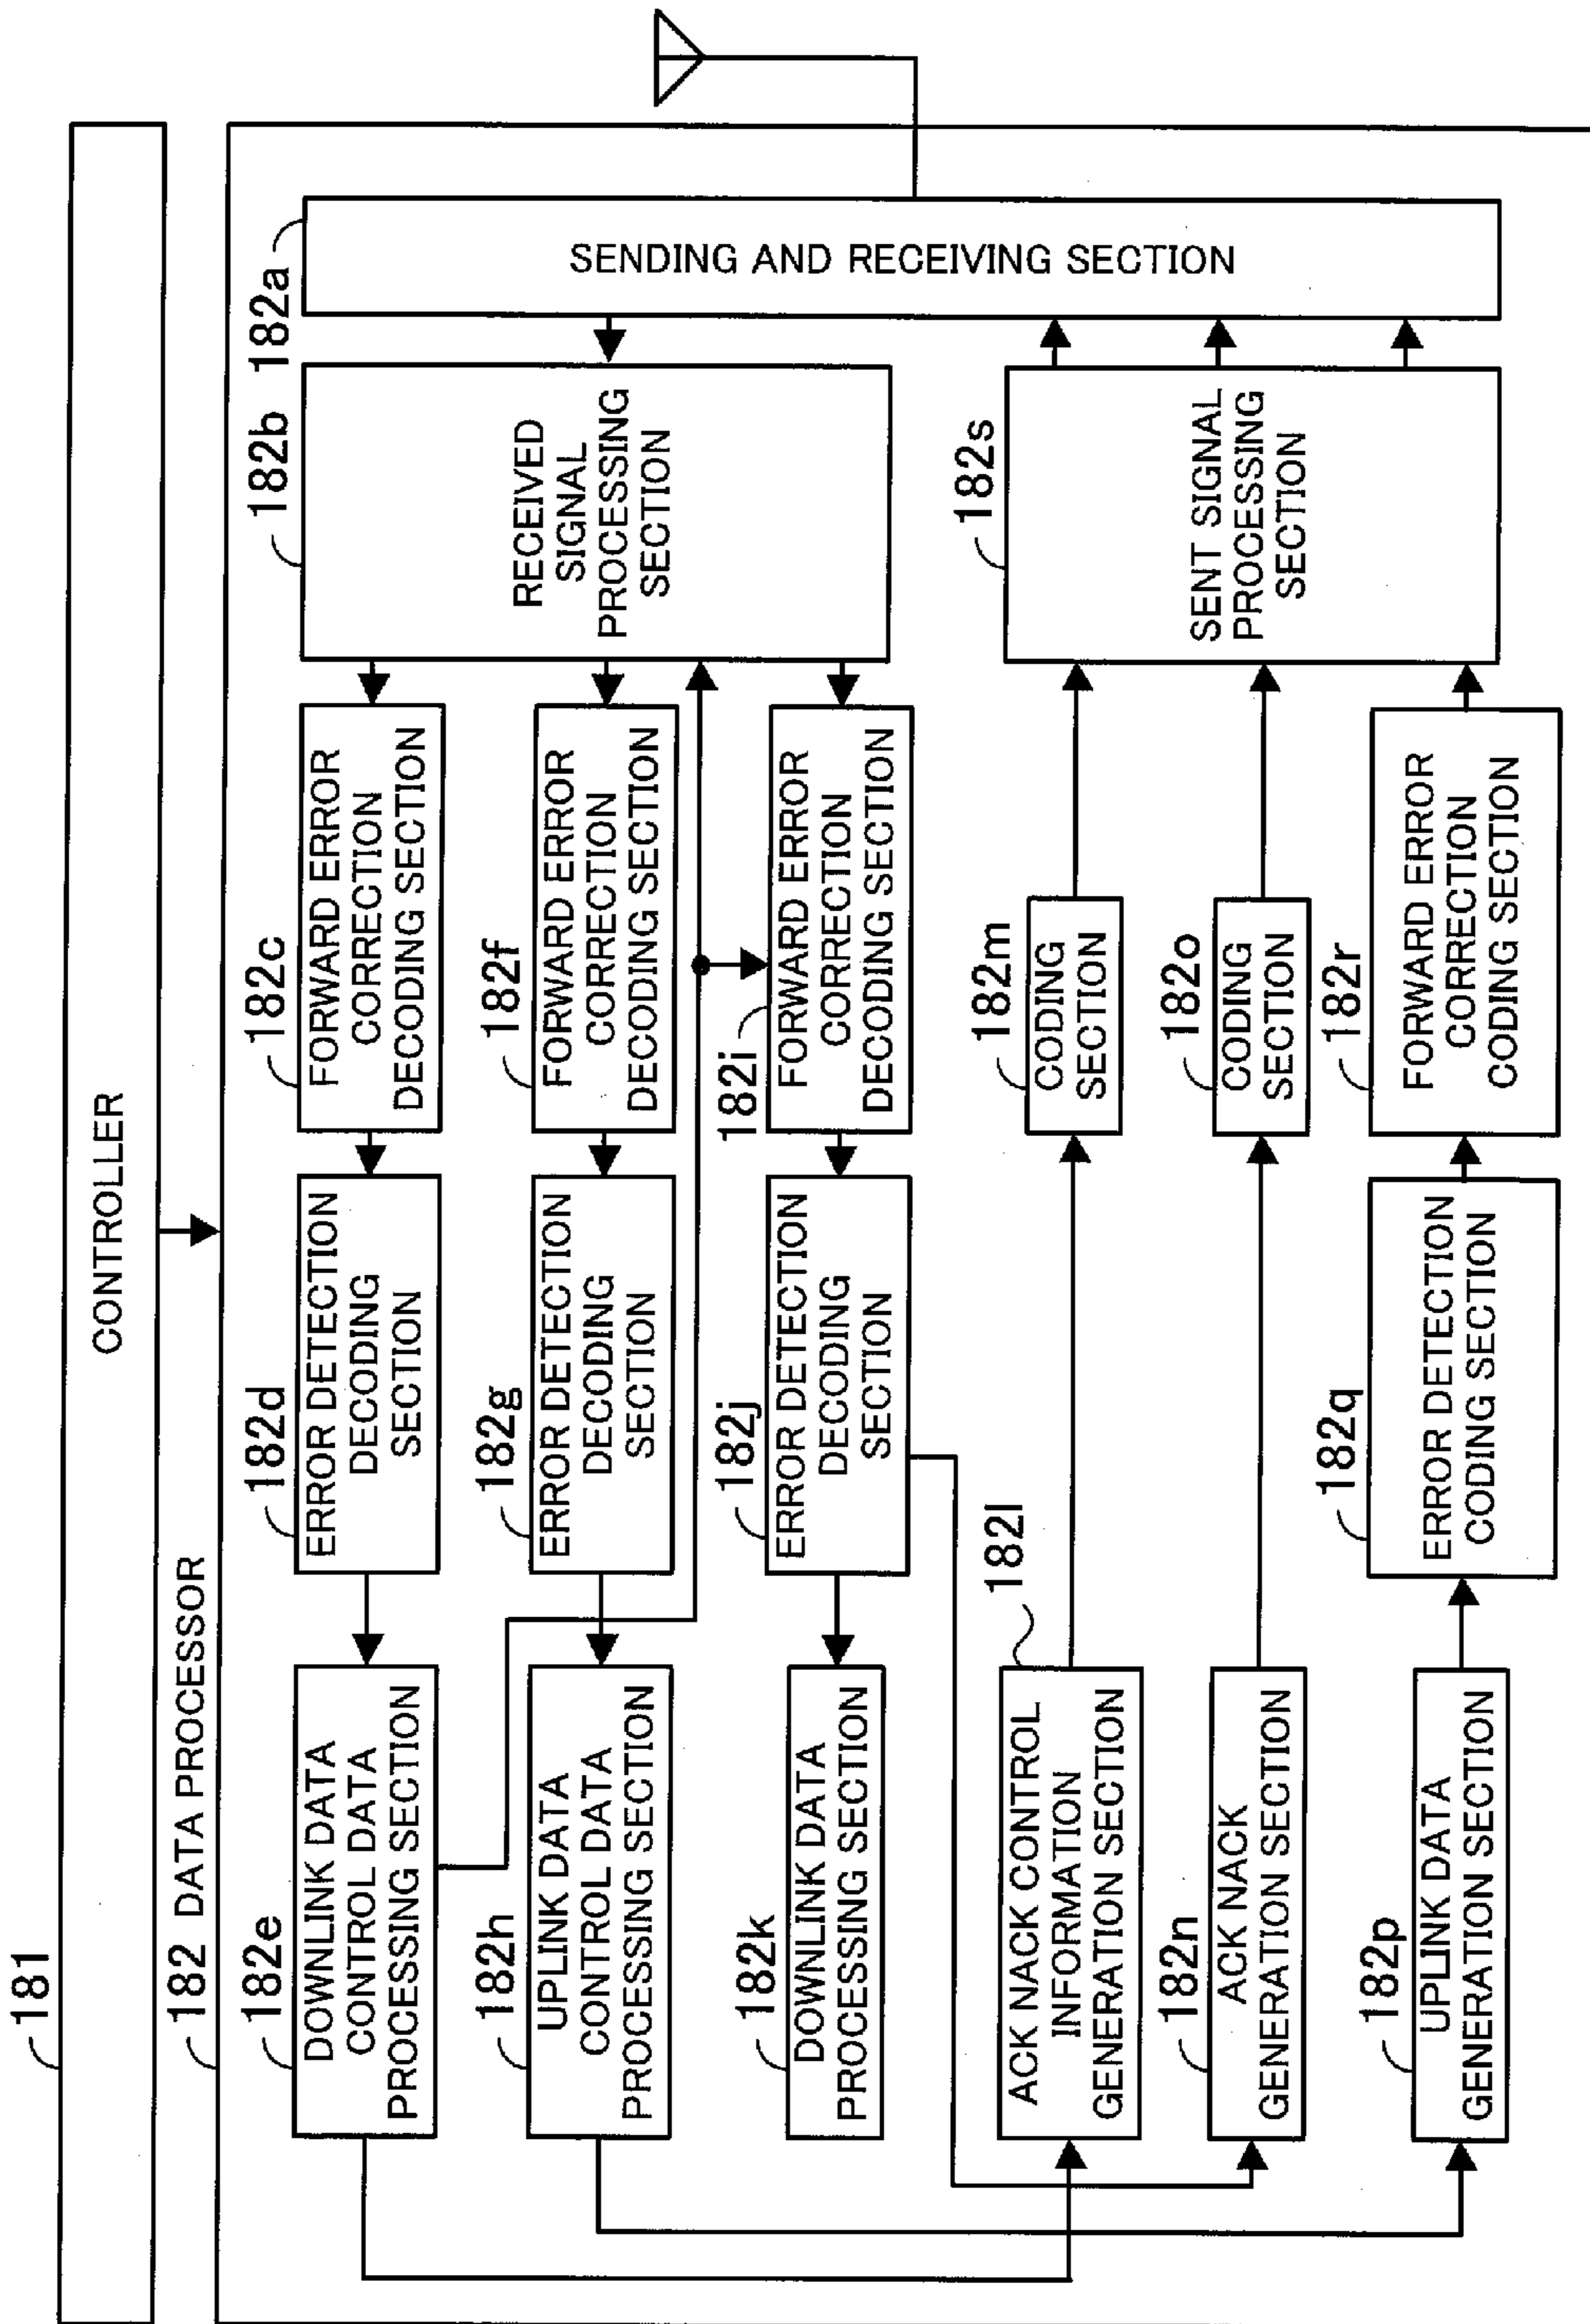 181
CONTROLLER
182 DATA PROCESSOR
182e
DOWNLINK DATA
CONTROL DATA
PROCESSING SECTION
182d
ERROR DETECTION
DECODING
SECTION
182c
FORWARD ERROR
CORRECTION
DECODING SECTION
182b
RECEIVED
SIGNAL
PROCESSING
SECTION
182a
SENDING AND RECEIVING SECTION
182h
UPLINK DATA
CONTROL DATA
PROCESSING SECTION
182g
ERROR DETECTION
DECODING
SECTION
182f
FORWARD ERROR
CORRECTION
DECODING SECTION
182k
DOWNLINK DATA
PROCESSING SECTION
182j
ERROR DETECTION
DECODING
SECTION
182i
FORWARD ERROR
CORRECTION
DECODING SECTION
182l
ACK NACK CONTROL
INFORMATION
GENERATION SECTION
182m
CODING
SECTION
182s
SENT SIGNAL
PROCESSING
SECTION
182n
ACK NACK
GENERATION SECTION
182o
CODING
SECTION
182p
UPLINK DATA
GENERATION SECTION
182q
ERROR DETECTION
CODING SECTION
182r
FORWARD ERROR
CORRECTION
CODING SECTION